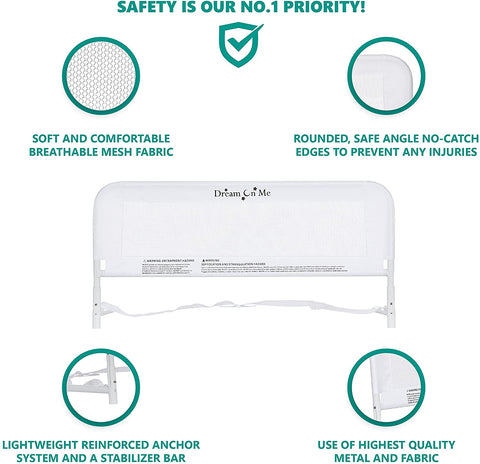 SAFETY IS OUR NO.1 PRIORITY!
SOFT AND COMFORTABLE
BREATHABLE MESH FABRIC
ROUNDED, SAFE ANGLE NO-CATCH
EDGES TO PREVENT ANY INJURIES
Dream On Me
LIGHTWEIGHT REINFORCED ANCHOR
SYSTEM AND A STABILIZER BAR
USE OF HIGHEST QUALITY
METAL AND FABRIC